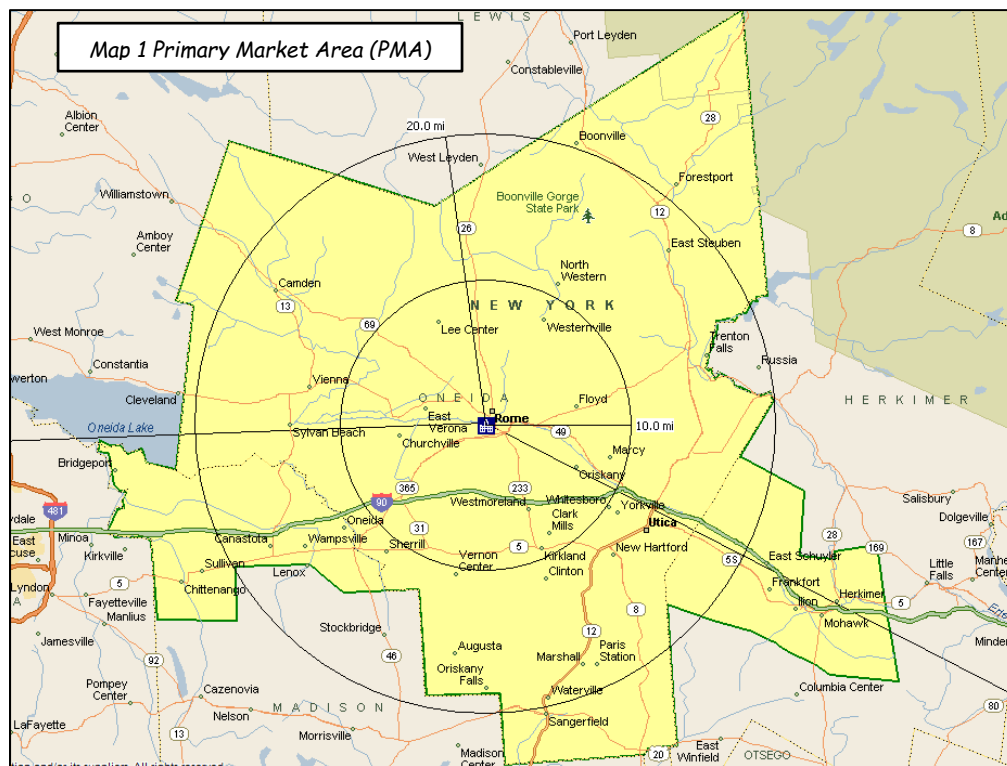 Map 1 Primary Market Area (PMA)
LEWIS
Port Leyden
Constableville
Albion
Center
20.0 mi
28
Boonville
West Leyden
Forestport
Williamstown
Boonville Gorge
State Park
12
26
8
Amboy
Center
East Steuben
North
Western
Camden
13
NEW YORK
69
Lee Center
Westernville
West Monroe
Trenton
Falls
Russia
Constantia
Vienne
Cleveland
ONEIDA
HERKIMER
Floyd
Rome
East
Verona
Oneida Lake
Sylvan Beach
10.0 mi
49
Churchville
Marcy
Bridgeport
Oriskany
365
233
Salisbury
90
Westmoreland
Whitesboro
481
Yorkville
Clark
Mills
Dolgeville
Oneida
31
Utica
28
Minoa
Canastota
Wampsville
Sherrill
5
Kirkland
New Hartford
East Schuyler
169
167
East
Kirkville
Vernon
Center
5S
Sullivan
Lenox
Clinton
Frankfort
Little
Falls
5
Chittenango
Herkimer
Fayetteville
Manlius
8
Ilion
5
Mohawk
Stockbridge
12
Jamesville
46
Augusta
Paris
Station
92
Marshall
Oriskany
Falls
Pompey
Center
Columbia Center
Cazenovia
Waterville
Nelson
MADISON
80
LaFayette
Sangerfield
13
Morrisville
Madison
Center
20
East
Winfield
OTSEGO